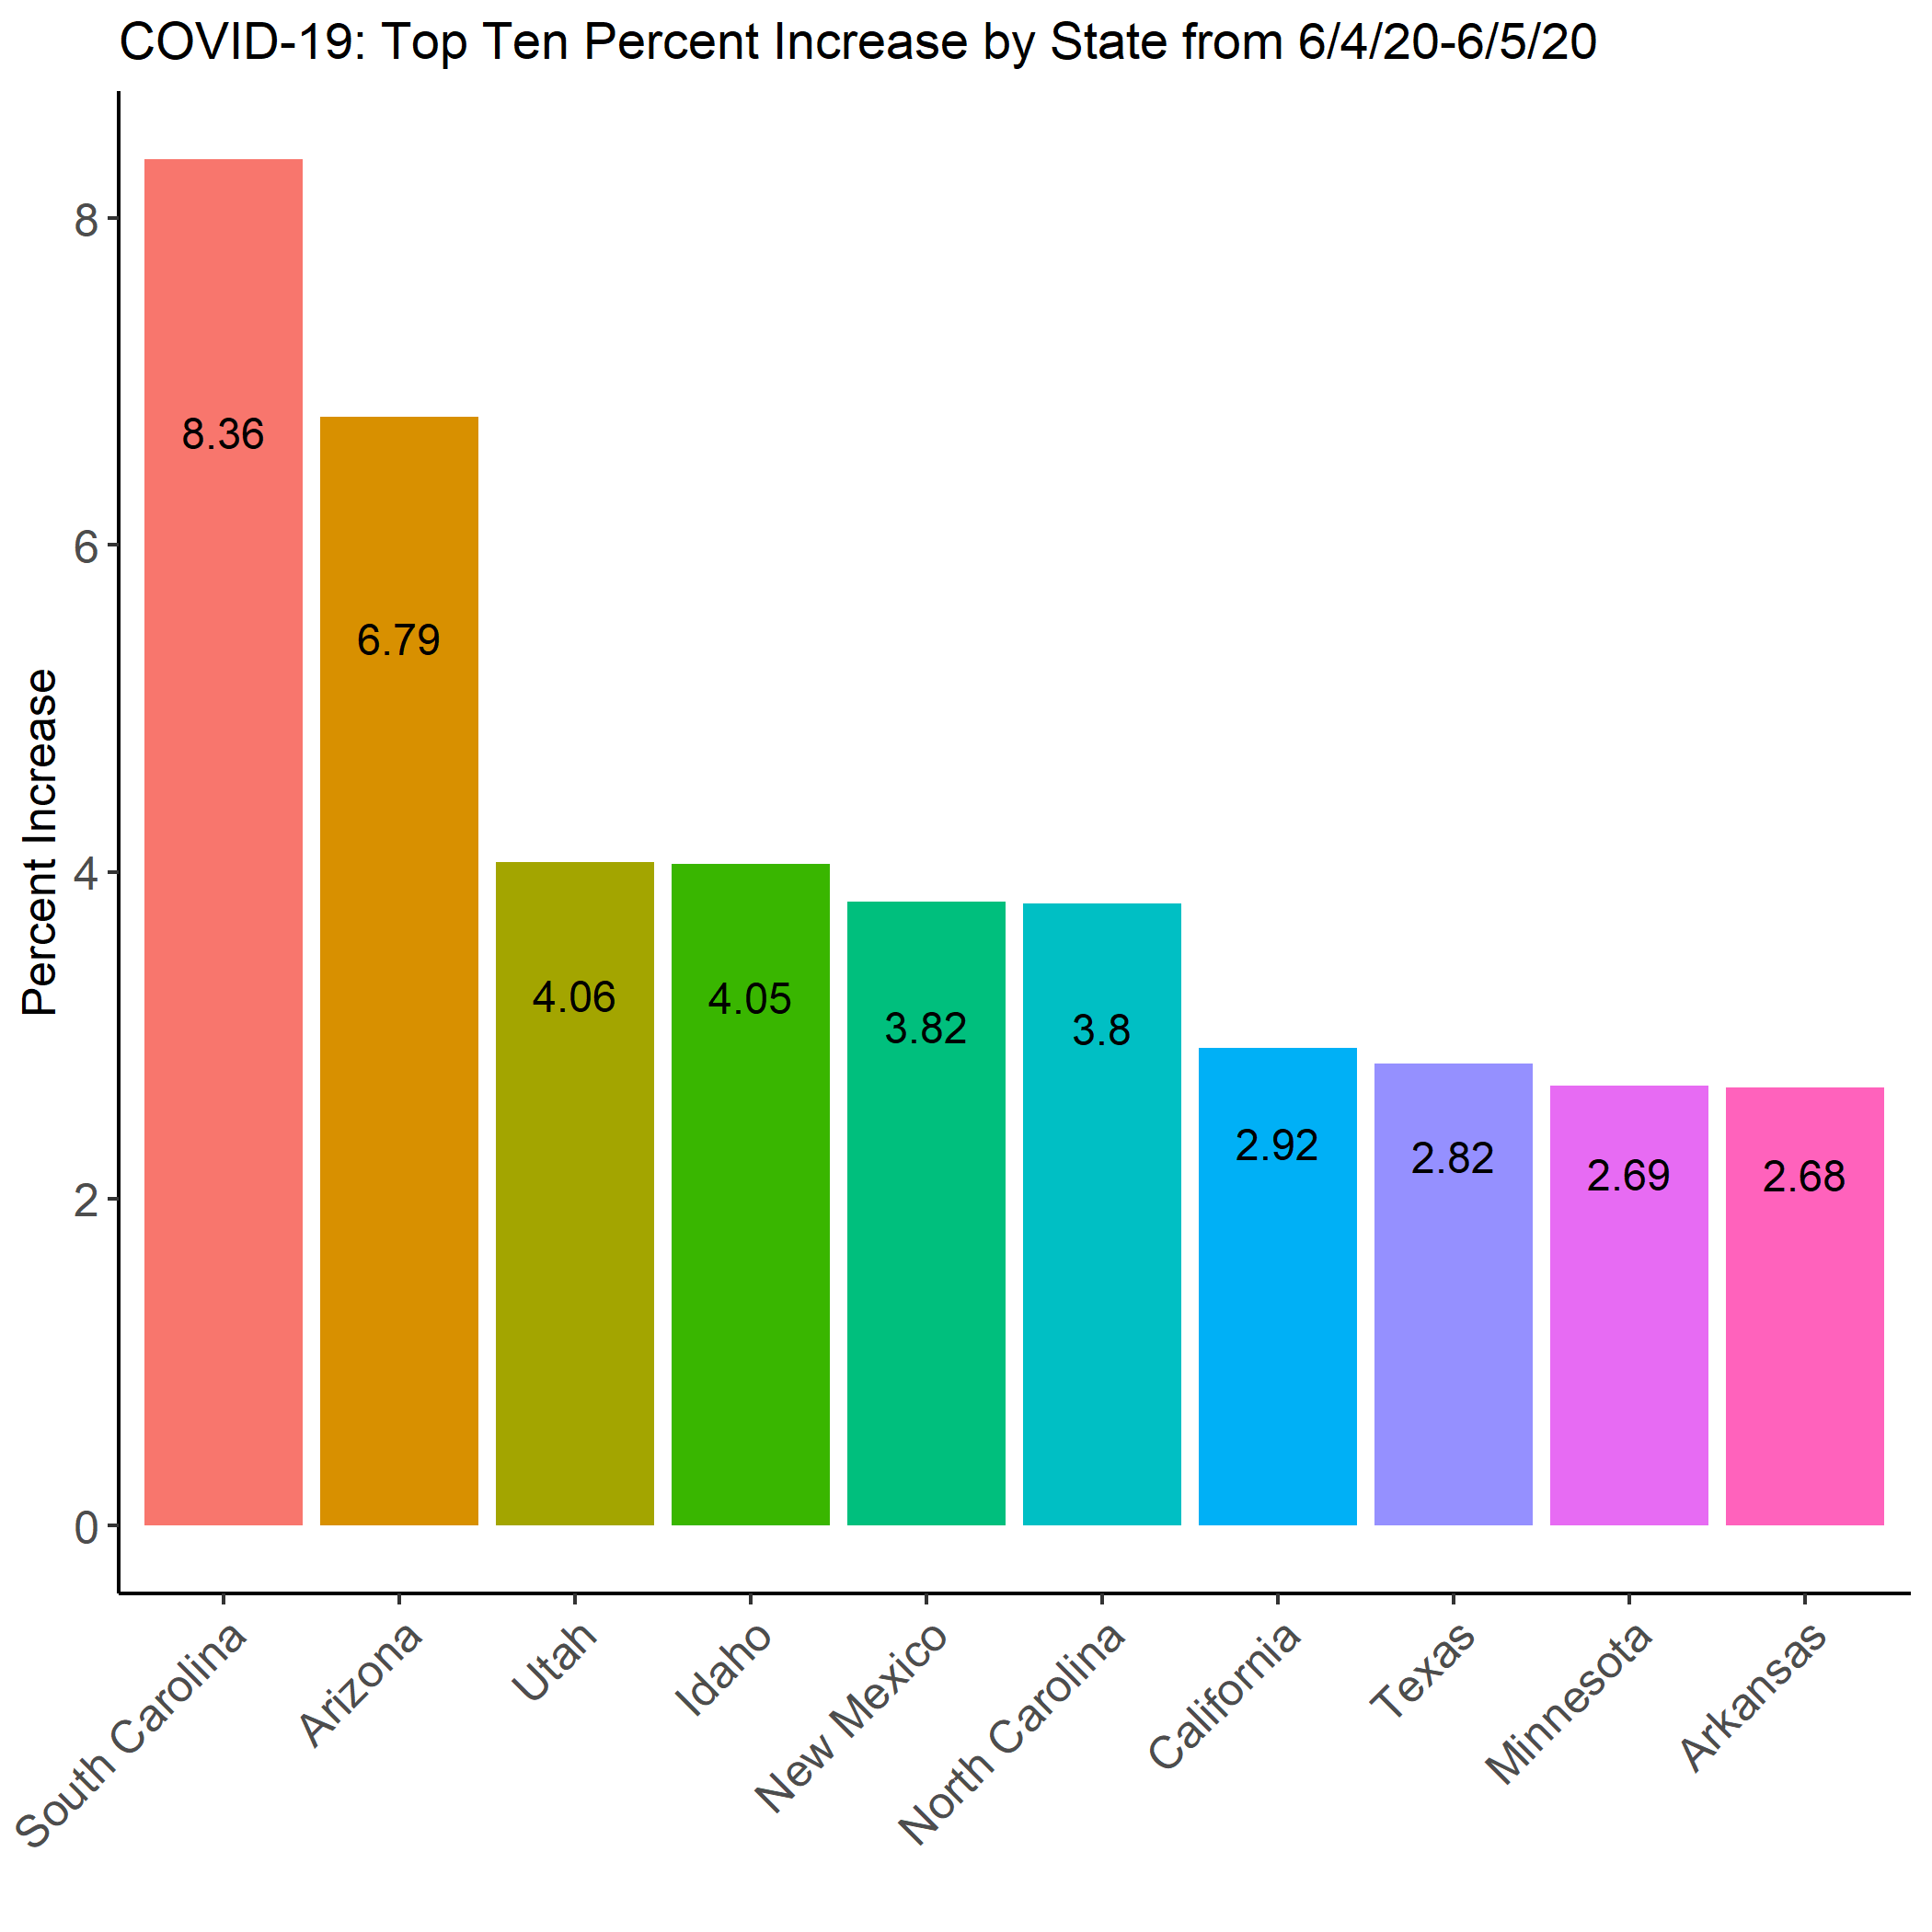 COVID-19: Top Ten Percent Increase by State from 6/4/20-6/5/20
Percent Increase
8
6
4
2
0
8.36
6.79
4.06
4.05
3.82
3.8
2.92
2.82
2.69
2.68
South Carolina
Arizona
Utah
Idaho
New Mexico
North Carolina
California
Texas
Minnesota
Arkansas